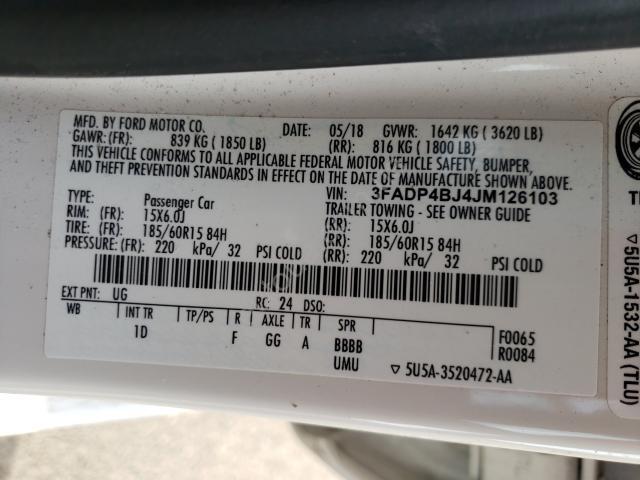 MFD. BY FORD MOTOR CO. DATE: 05/18 GVWR: 1642 KG ( 3620 LB)
GAWR: (FR): 839 KG ( 1850 LB) (RR): 816 KG ( 1800 LB)
THIS VEHICLE CONFORMS TO ALL APPLICABLE FEDERAL MOTOR VEHICLE SAFETY, BUMPER,
AND THEFT PREVENTION STANDARDS IN EFFECT ON THE DATE OF MANUFACTURE SHOWN ABOVE.
VIN: 3FADP4BJ4JM126103
TYPE: Passenger Car TRAILER TOWING - SEE OWNER GUIDE
RIM: (FR): 15X6.0J (RR): 15X6.0J
TIRE: (FR): 185/60R15 84H (RR): 185/60R15 84H
PRESSURE: (FR) 220 kPa/ 32 PSI COLD (RR) 220 kPa/ 32 PSI COLD
EXT PNT: UG RC: 24 DSO:
WB INT TR TP/PS R AXLE TR SPR
1D F GG A BBBB
UMU
F0065
R0084
▽ 5U5A-3520472-AA
▽ 5U5A-1532-AA (TLU)